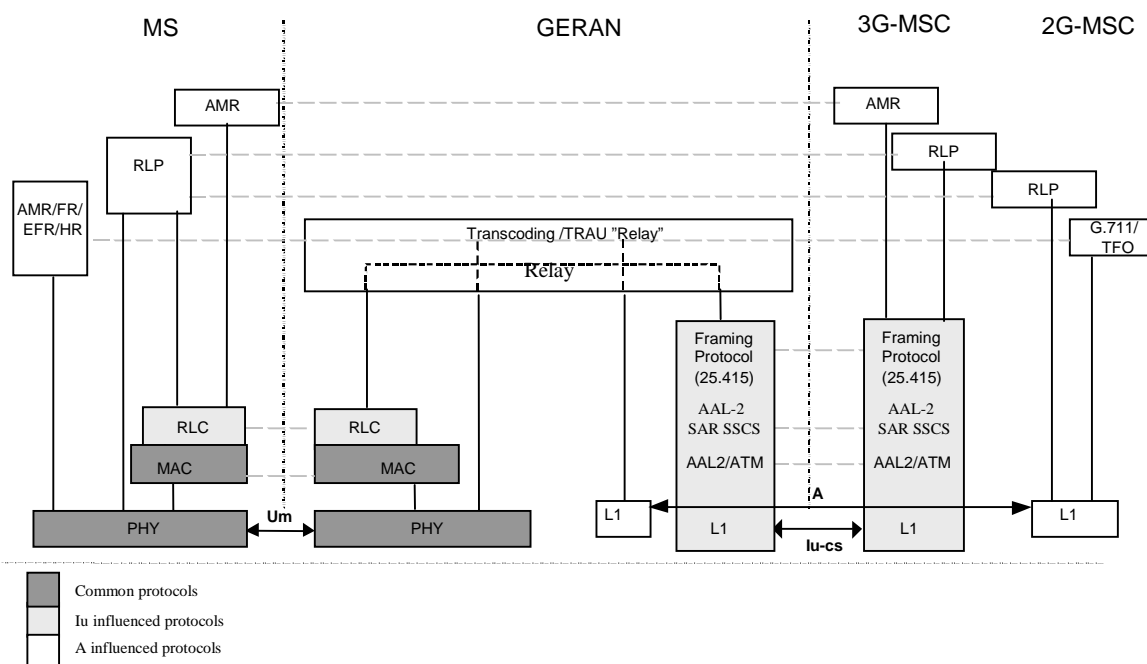 MS
GERAN
3G-MSC
2G-MSC
AMR
AMR
RLP
RLP
RLP
AMR/FR/
EFR/HR
Transcoding /TRAU "Relay"
Relay
G.711/
TFO
Framing
Protocol
(25.415)
AAL-2
SAR SSCS
AAL2/ATM
L1
Framing
Protocol
(25.415)
AAL-2
SAR SSCS
AAL2/ATM
L1
RLC
RLC
MAC
MAC
PHY
Um
PHY
L1
A
Iu-cs
L1
Common protocols
Iu influenced protocols
A influenced protocols